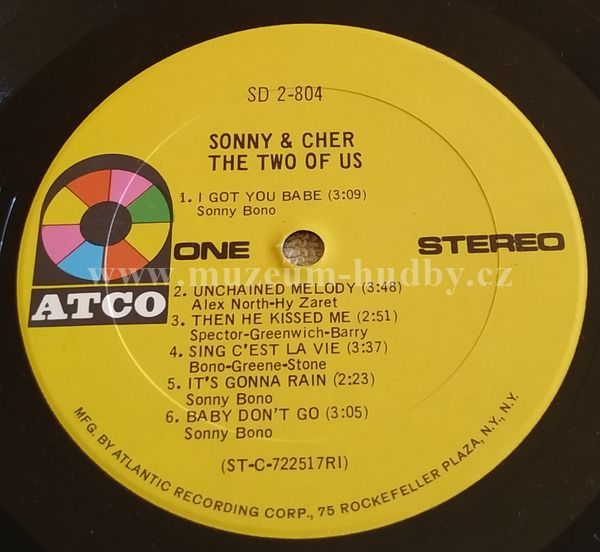 SD 2-804
SONNY & CHER
THE TWO OF US
1. I GOT YOU BABE (3:09)
Sonny Bono
ONE
STEREO
www.muzeum-hudby.cz
ATCO
2. UNCHAINED MELODY (3:48)
Alex North-Hy Zaret
3. THEN HE KISSED ME (2:51)
Spector-Greenwich-Barry
4. SING C'EST LA VIE (3:37)
Bono-Greene-Stone
5. IT'S GONNA RAIN (2:23)
Sonny Bono
6. BABY DON'T GO (3:05)
Sonny Bono
(ST-C-722517RI)
MFG. BY ATLANTIC RECORDING CORP., 75 ROCKEFELLER PLAZA, N.Y., N.Y.